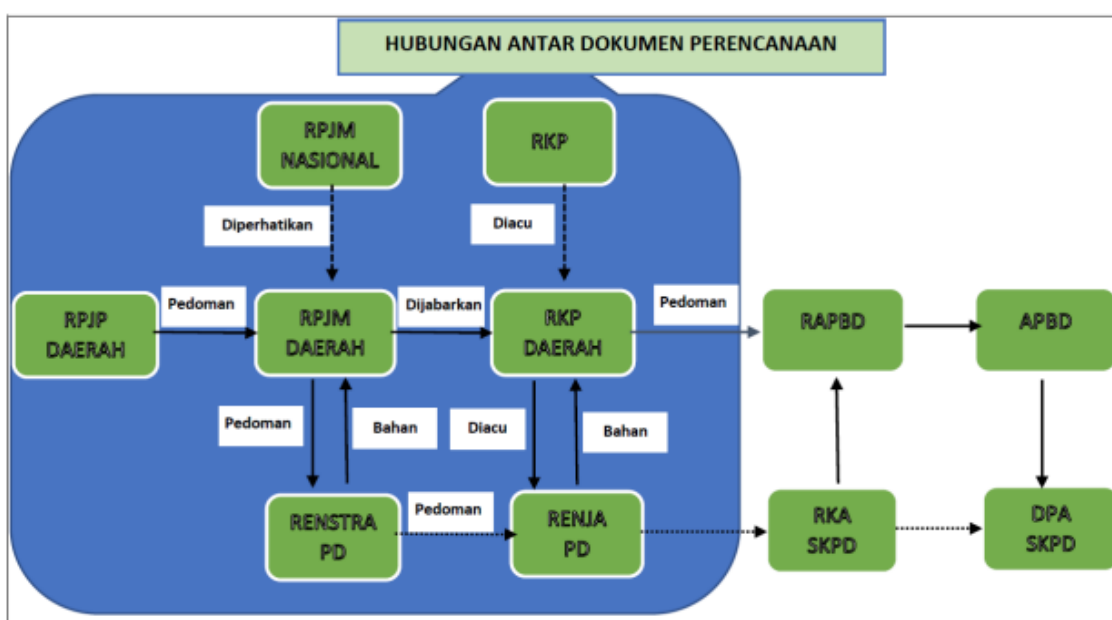 HUBUNGAN ANTAR DOKUMEN PERENCANAAN
RPJM
NASIONAL
RKP
Diperhatikan
Diacu
RPJP
DAERAH
Pedoman
RPJM
DAERAH
Dijabarkan
RKP
DAERAH
Pedoman
RAPBD
APBD
Pedoman
Bahan
Diacu
Bahan
RENSTRA
PD
Pedoman
RENJA
PD
RKA
SKPD
DPA
SKPD